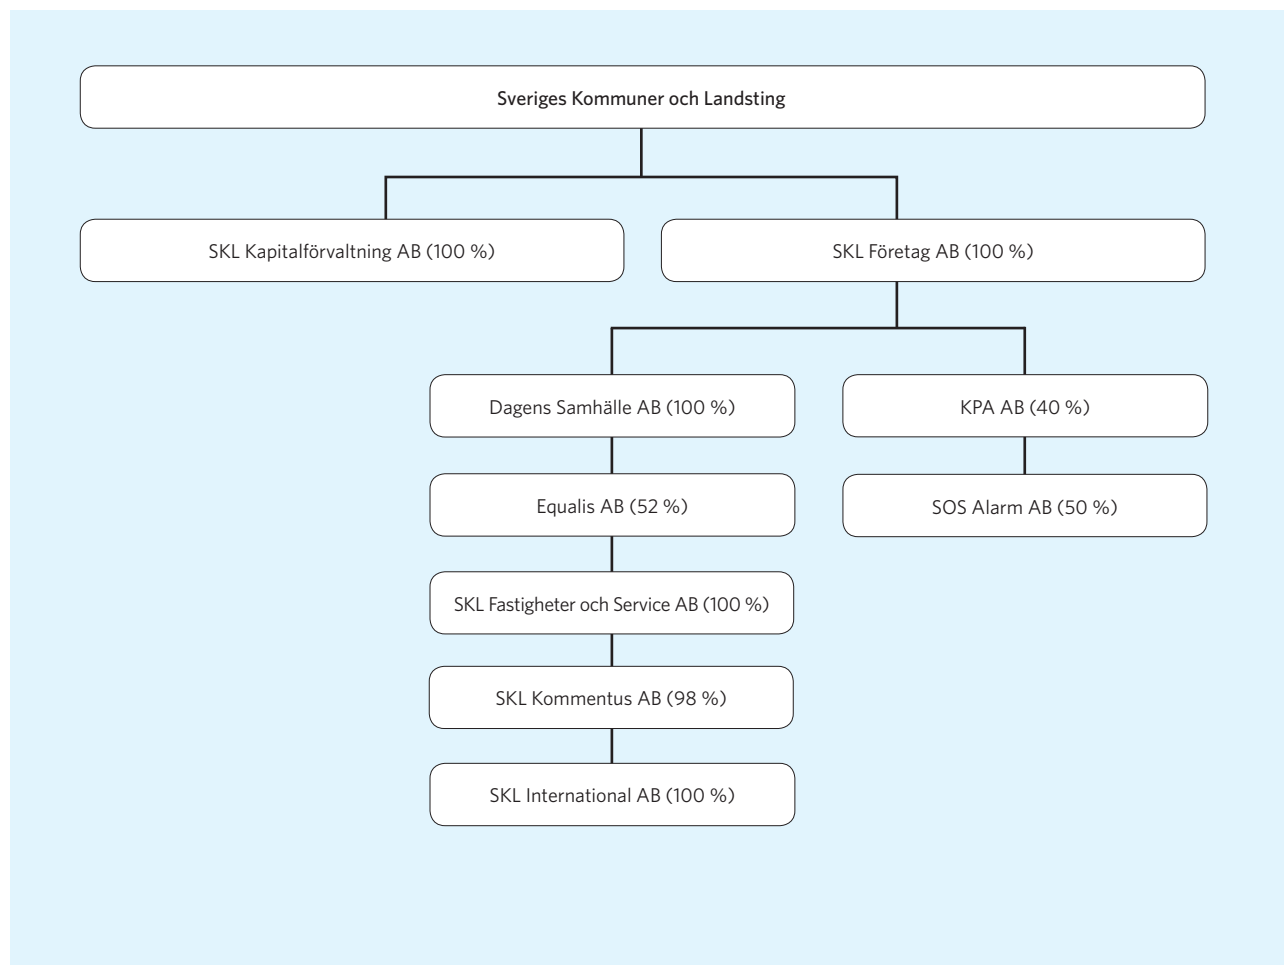 Sveriges Kommuner och Landsting
SKL Kapitalförvaltning AB (100 %)
SKL Företag AB (100 %)
Dagens Samhälle AB (100 %)
KPA AB (40 %)
Equalis AB (52 %)
SOS Alarm AB (50 %)
SKL Fastigheter och Service AB (100 %)
SKL Kommentus AB (98 %)
SKL International AB (100 %)